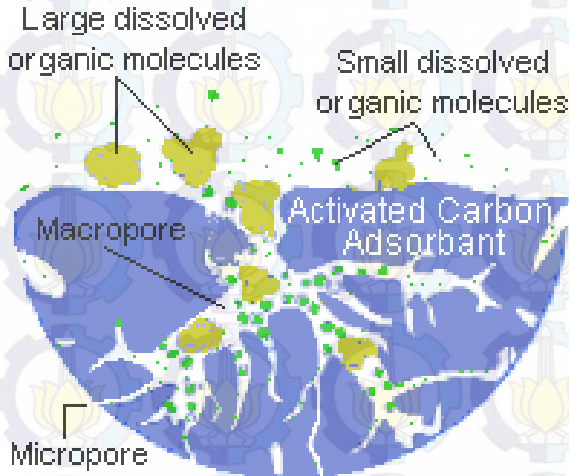 Large dissolved
organic molecules
Small dissolved
organic molecules
Activated Carbon
Adsorbant
Macropore
Micropore